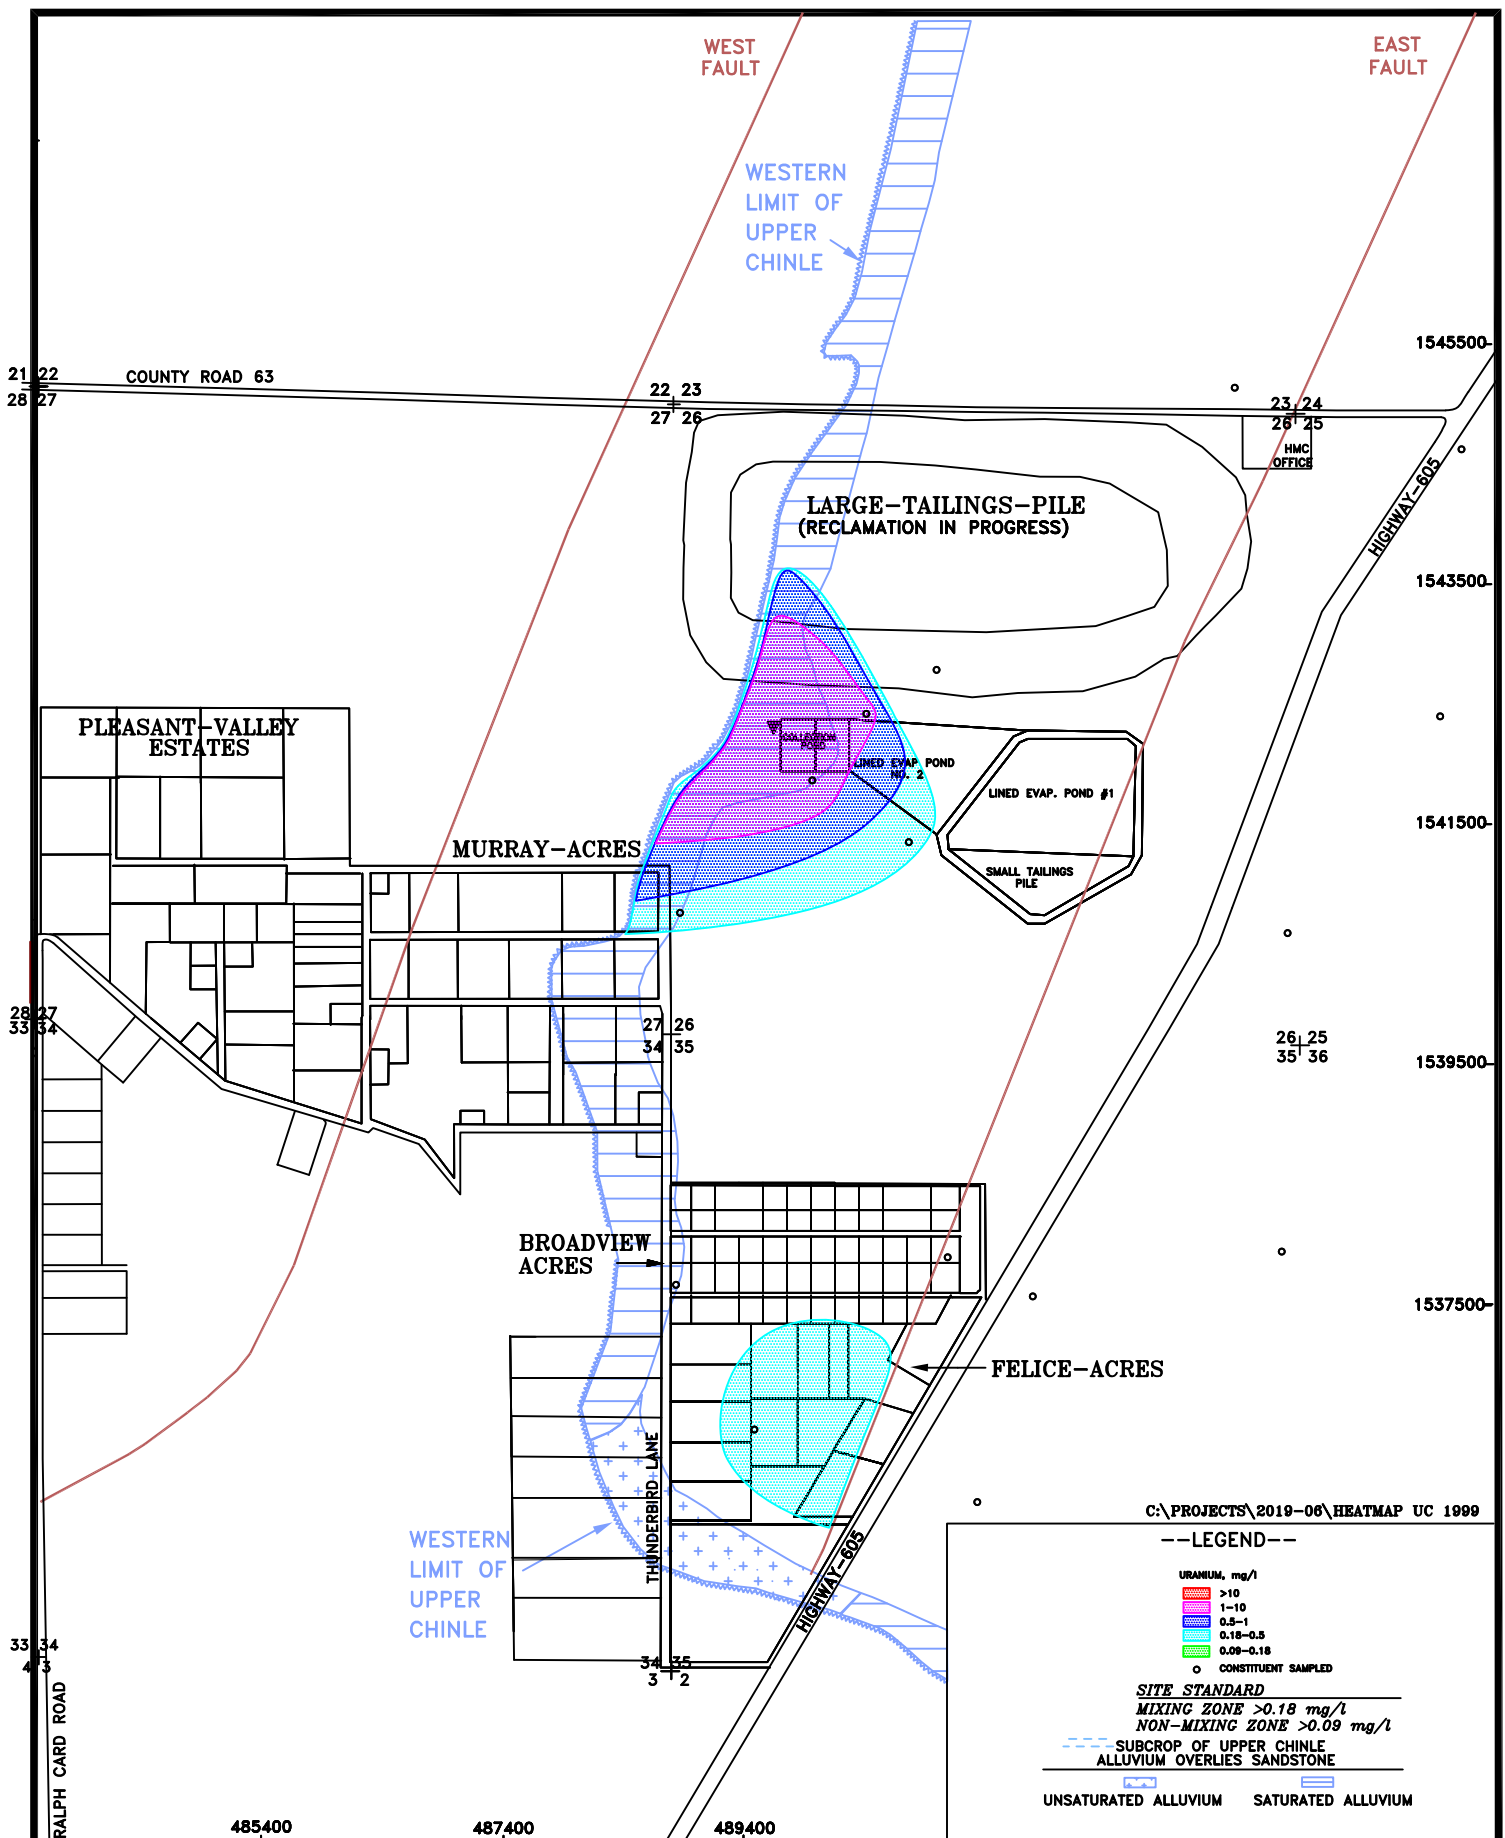 WEST
FAULT
EAST
FAULT
WESTERN
LIMIT OF
UPPER
CHINLE
1545500
21 22
28 27
COUNTY ROAD 63
22 23
27 26
23 24
26 25
HMC
OFFICE
HIGHWAY-605
LARGE-TAILINGS-PILE
(RECLAMATION IN PROGRESS)
1543500
PLEASANT-VALLEY
ESTATES
COLLECTION
POND
LINED EVAP POND
NO. 2
LINED EVAP. POND #1
1541500
MURRAY-ACRES
SMALL TAILINGS
PILE
28 27
33 34
27 26
34 35
26 25
35 36
1539500
BROADVIEW
ACRES
1537500
FELICE-ACRES
THUNDERBIRD LANE
WESTERN
LIMIT OF
UPPER
CHINLE
HIGHWAY-605
33 34
4 3
34 35
3 2
RALPH CARD ROAD
485400
487400
489400
C:\PROJECTS\2019-06\HEATMAP UC 1999
--LEGEND--
URANIUM, mg/l
>10
1-10
0.5-1
0.18-0.5
0.09-0.18
CONSTITUENT SAMPLED
SITE STANDARD
MIXING ZONE >0.18 mg/l
NON-MIXING ZONE >0.09 mg/l
SUBCROP OF UPPER CHINLE
ALLUVIUM OVERLIES SANDSTONE
UNSATURATED ALLUVIUM
SATURATED ALLUVIUM